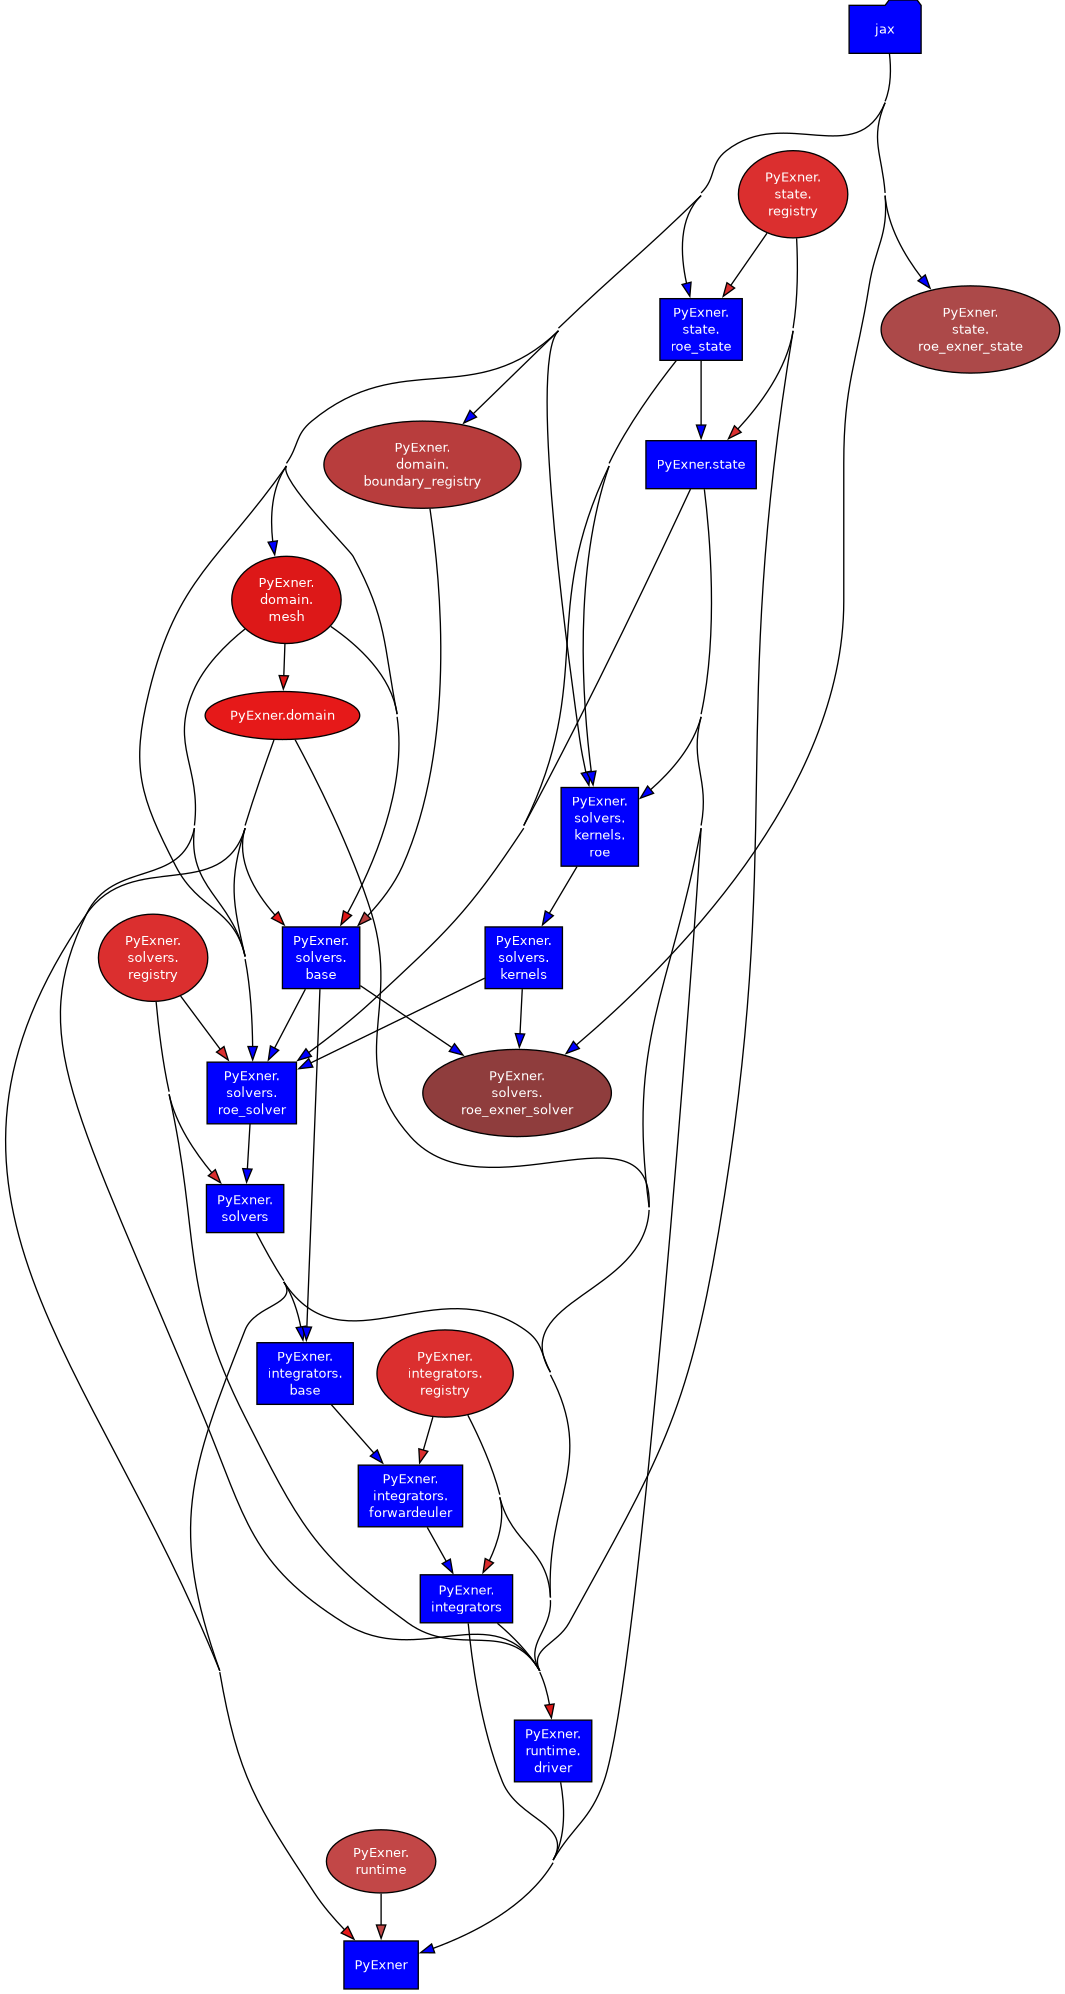 jax
PyExner.
state.
registry
PyExner.
state.
roe_state
PyExner.
state.
roe_exner_state
PyExner.
domain.
boundary_registry
PyExner.state
PyExner.
domain.
mesh
PyExner.domain
PyExner.
solvers.
kernels.
roe
PyExner.
solvers.
registry
PyExner.
solvers.
base
PyExner.
solvers.
kernels
PyExner.
solvers.
roe_solver
PyExner.
solvers.
roe_exner_solver
PyExner.
solvers
PyExner.
integrators.
base
PyExner.
integrators.
registry
PyExner.
integrators.
forwardeuler
PyExner.
integrators
PyExner.
runtime.
driver
PyExner.
runtime
PyExner